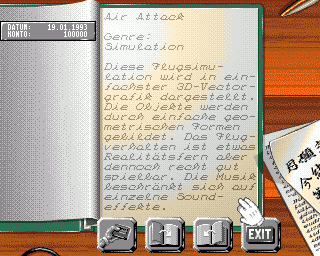 DATUM: 19.01.1993
KONTO: 100000
Air Attack
Genre:
Simulation
Diese Flugsimu-
lation wird in ein-
fachster 3D-Vector-
grafik dargestellt.
Die Objekte werden
durch einfache geo-
metrischen Formen
gebildet. Das Flug-
verhalten ist etwas
Realitätsfern aber
dennoch recht gut
spielbar. Die Musik
beschränkt sich auf
einzelne Sound-
effekte.
EXIT